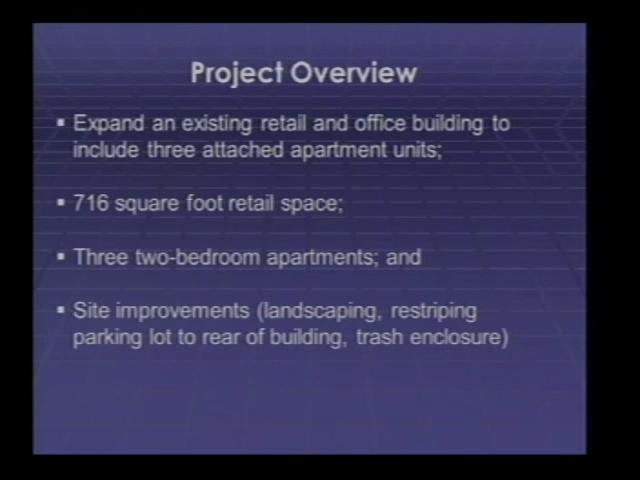 Project Overview
▪ Expand an existing retail and office building to
include three attached apartment units;
▪ 716 square foot retail space;
▪ Three two-bedroom apartments; and
▪ Site improvements (landscaping, restriping
parking lot to rear of building, trash enclosure)